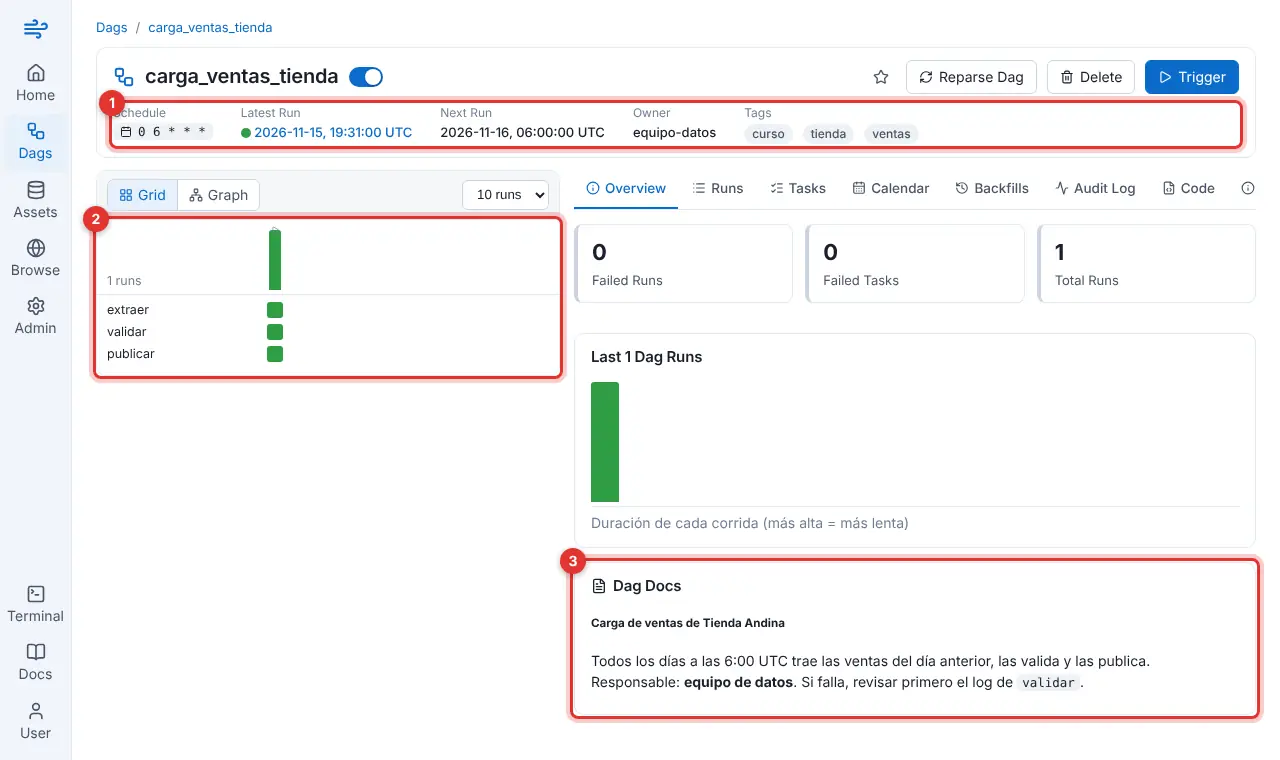 Dags / carga_ventas_tienda
Home
Dags
Assets
Browse
Admin
Terminal
Docs
User
carga_ventas_tienda
Reparse Dag
Delete
Trigger
1
chedule
0 6 * * *
Latest Run
2026-11-15, 19:31:00 UTC
Next Run
2026-11-16, 06:00:00 UTC
Owner
equipo-datos
Tags
curso tienda ventas
Grid
Graph
10 runs
2
1 runs
extraer
validar
publicar
Overview
Runs
Tasks
Calendar
Backfills
Audit Log
Code
0
Failed Runs
0
Failed Tasks
1
Total Runs
Last 1 Dag Runs
Duración de cada corrida (más alta = más lenta)
3
Dag Docs
Carga de ventas de Tienda Andina
Todos los días a las 6:00 UTC trae las ventas del día anterior, las valida y las publica.
Responsable: equipo de datos. Si falla, revisar primero el log de validar.